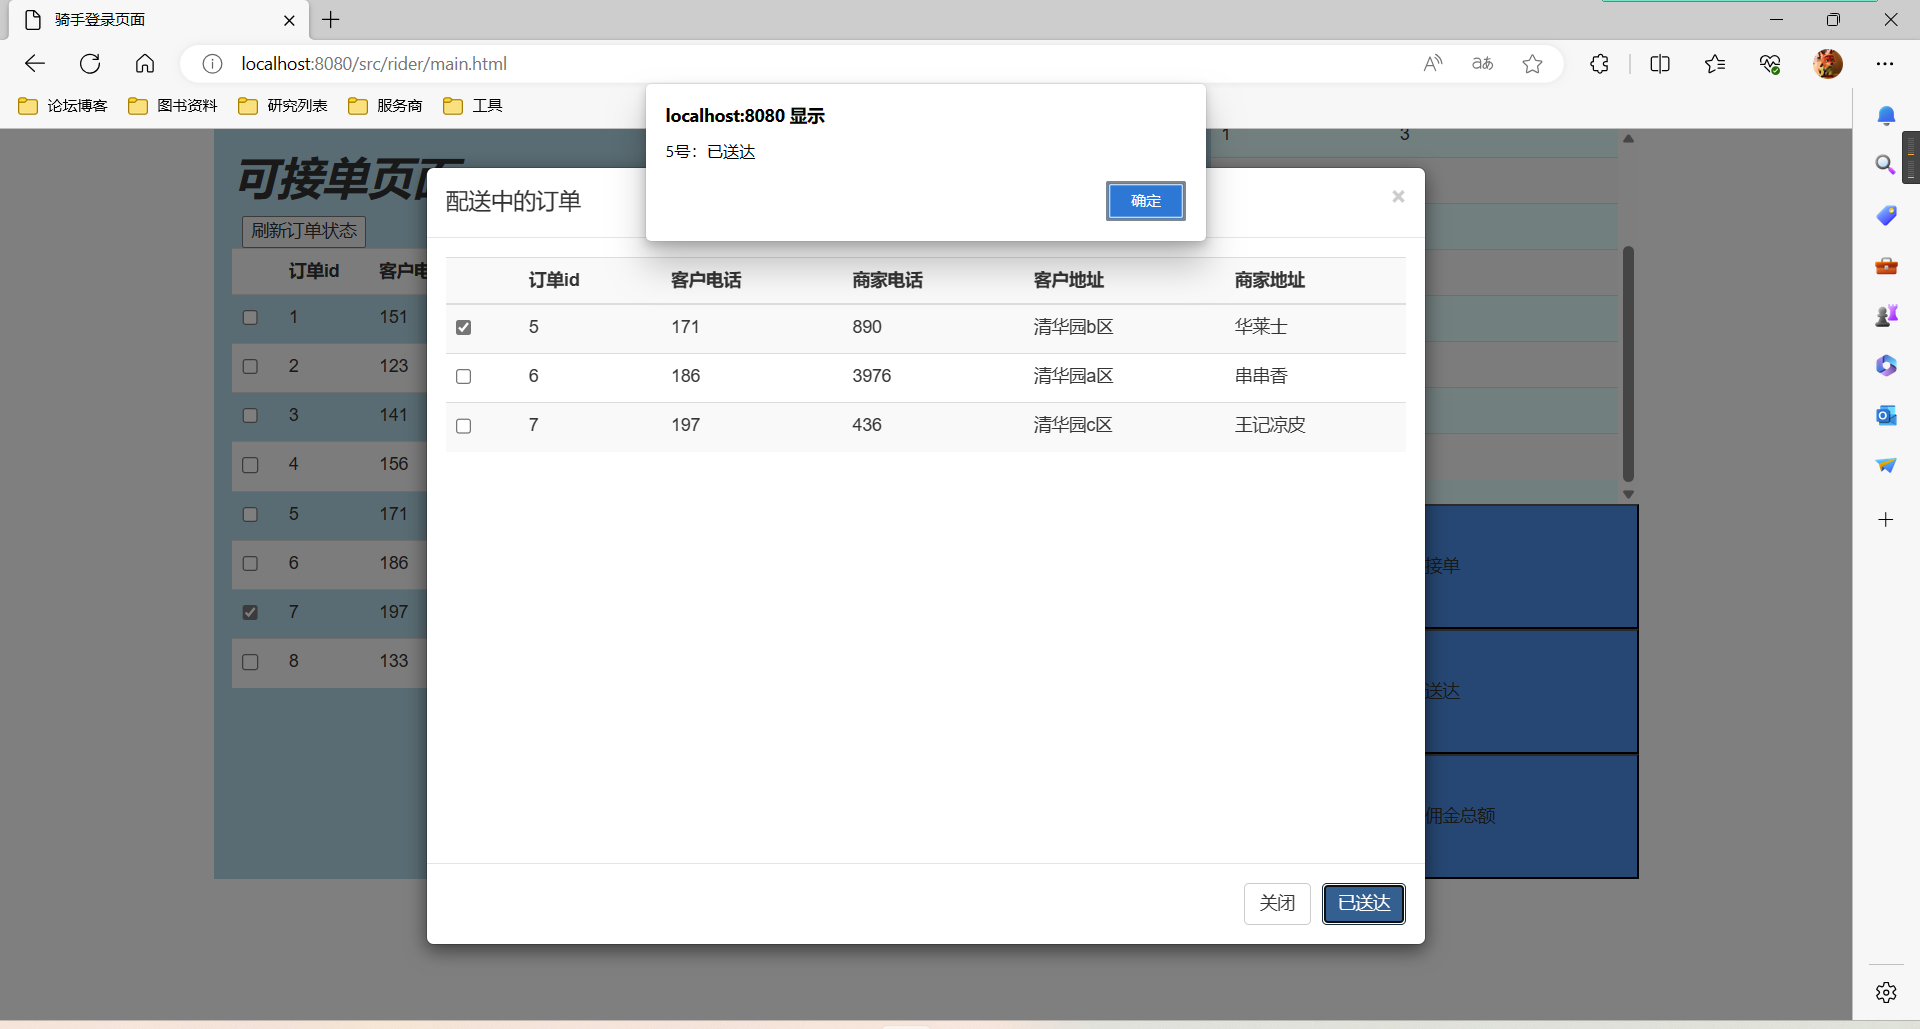 骑手登录页面
localhost:8080/src/rider/main.html
论坛博客 图书资料 研究列表 服务商 工具
localhost:8080 显示
5号：已送达
确定
1 3
可接单页面
刷新订单状态
订单id 客户电
1 151
2 123
3 141
4 156
5 171
6 186
7 197
8 133
配送中的订单 ×
订单id 客户电话 商家电话 客户地址 商家地址
5 171 890 清华园b区 华莱士
6 186 3976 清华园a区 串串香
7 197 436 清华园c区 王记凉皮
关闭 已送达
接单
送达
佣金总额